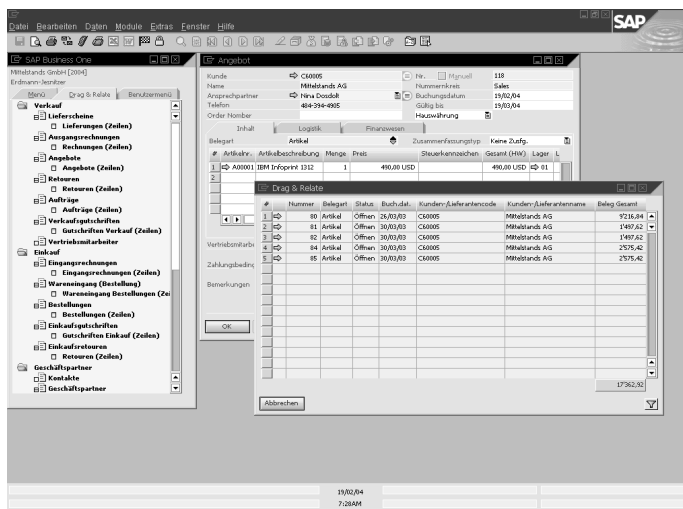 Datei Bearbeiten Daten Module Extras Fenster Hilfe
SAP
SAP Business One
Mittelstands GmbH [2004]
Erdmann-Jesnitzer
Menü Drag & Relate Benutzermenü
Verkauf
Lieferscheine
Lieferungen (Zeilen)
Ausgangsrechnungen
Rechnungen (Zeilen)
Angebote
Angebote (Zeilen)
Retouren
Retouren (Zeilen)
Aufträge
Aufträge (Zeilen)
Verkaufsgutschriften
Gutschriften Verkauf (Zeilen)
Vertriebsmitarbeiter
Einkauf
Eingangsrechnungen
Eingangsrechnungen (Zeilen)
Wareneingang (Bestellung)
Wareneingang Bestellungen (Zei
Bestellungen
Bestellungen (Zeilen)
Einkaufsgutschriften
Gutschriften Einkauf (Zeilen)
Einkaufsretouren
Retouren (Zeilen)
Geschäftspartner
Kontakte
Geschäftspartner
Angebot
Kunde C60005 Nr. Manuell 118
Name Mittelstands AG Nummernkreis Sales
Ansprechpartner Nina Dosdolt Buchungsdatum 19/02/04
Telefon 484-394-4905 Gültig bis 19/03/04
Order Nomber Hauswährung
Inhalt Logistik Finanzwesen
Belegart Artikel Zusammenfassungstyp Keine Zusfg.
# Artikelnr. Artikelbeschreibung Menge Preis Steuerkennzeichen Gesamt (HW) Lager L
1 A00001 IBM Infoprint 1312 1 490,00 USD 490,00 USD 01
2
Vertriebsmitarbe
Zahlungsbeding
Bemerkungen
OK
Drag & Relate
# Nummer Belegart Status Buch.dat. Kunden-/Lieferantencode Kunden-/Lieferantenname Beleg Gesamt
1 80 Artikel Öffnen 26/03/03 C60005 Mittelstands AG 9'216,84
2 81 Artikel Öffnen 30/03/03 C60005 Mittelstands AG 1'497,62
3 82 Artikel Öffnen 30/03/03 C60005 Mittelstands AG 1'497,62
4 84 Artikel Öffnen 30/03/03 C60005 Mittelstands AG 2'575,42
5 85 Artikel Öffnen 30/03/03 C60005 Mittelstands AG 2'575,42
17'362,92
Abbrechen
19/02/04
7:28AM